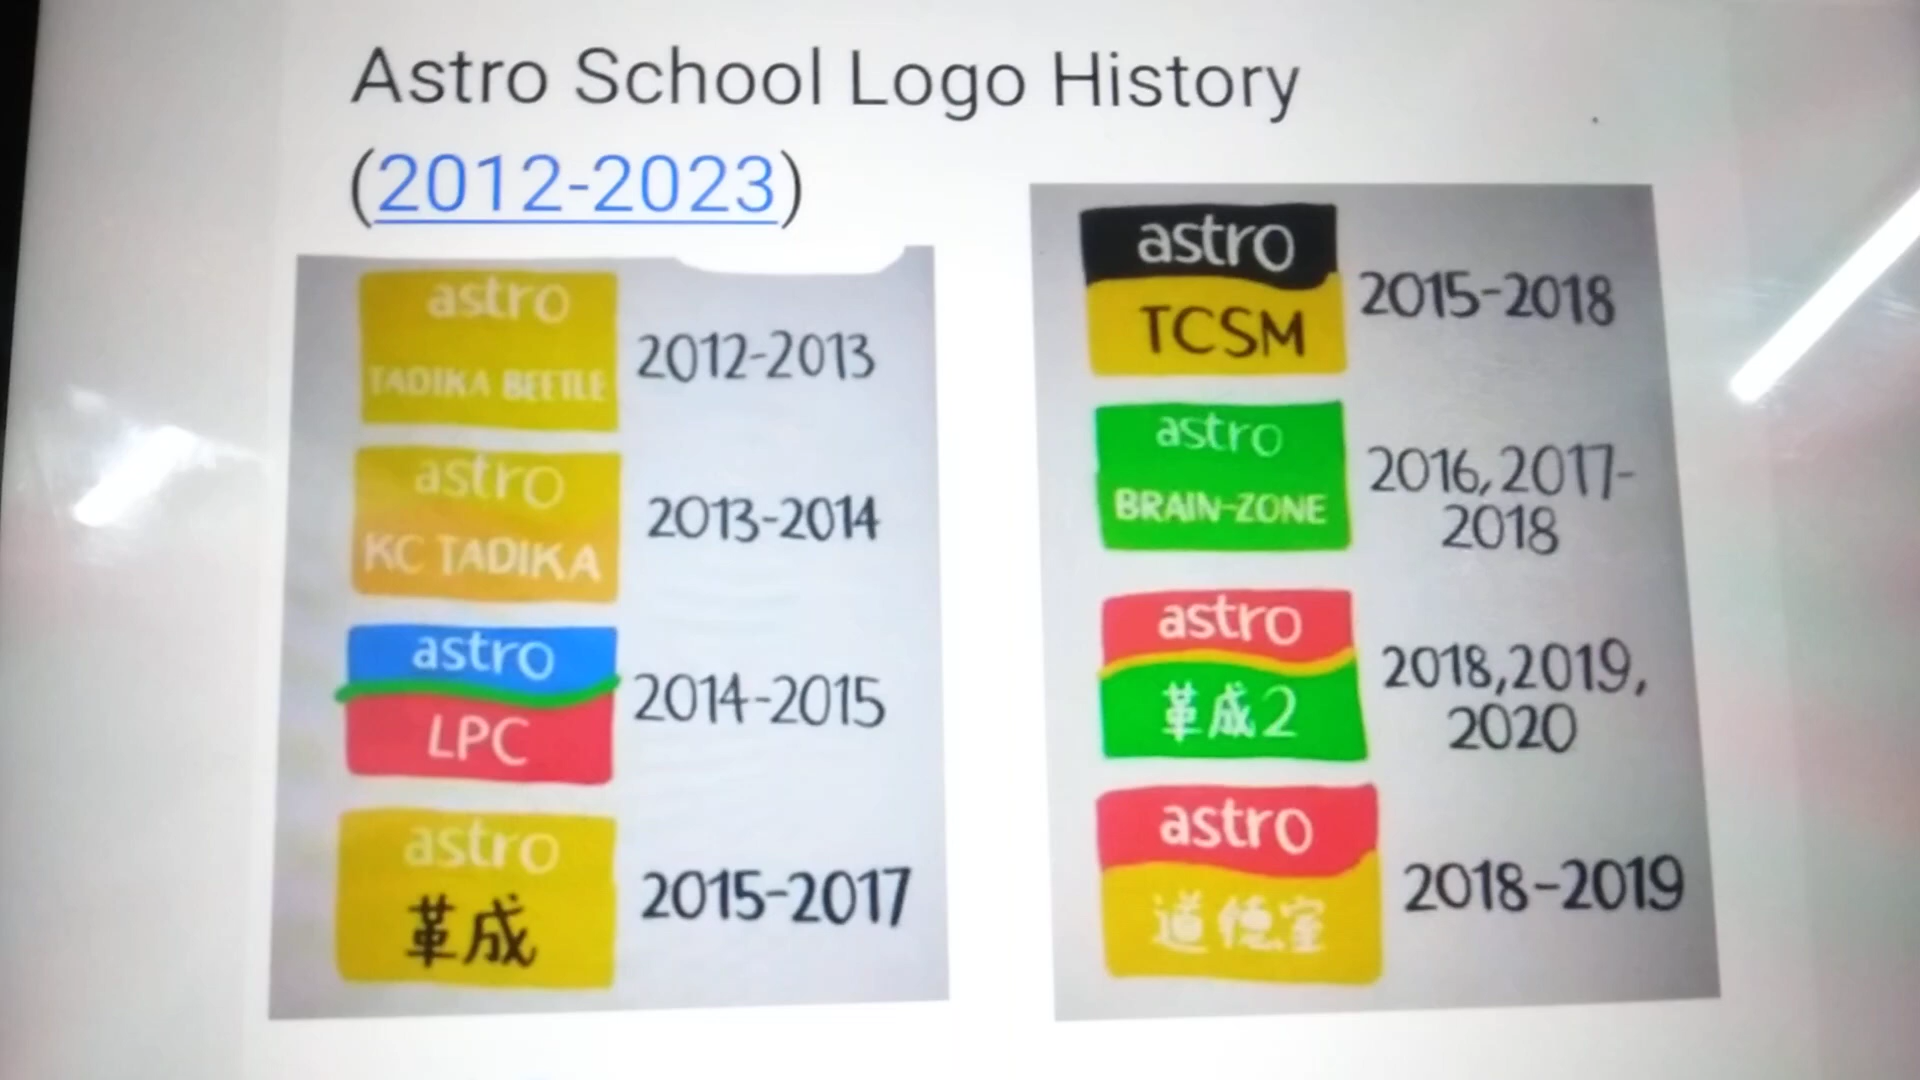 Astro School Logo History
(2012-2023)
astro
TADIKA BEETLE
2012-2013
astro
KC TADIKA
2013-2014
astro
LPC
2014-2015
astro
革成
2015-2017
astro
TCSM
2015-2018
astro
BRAIN-ZONE
2016,2017-
2018
astro
革成2
2018,2019,
2020
astro
道德室
2018-2019